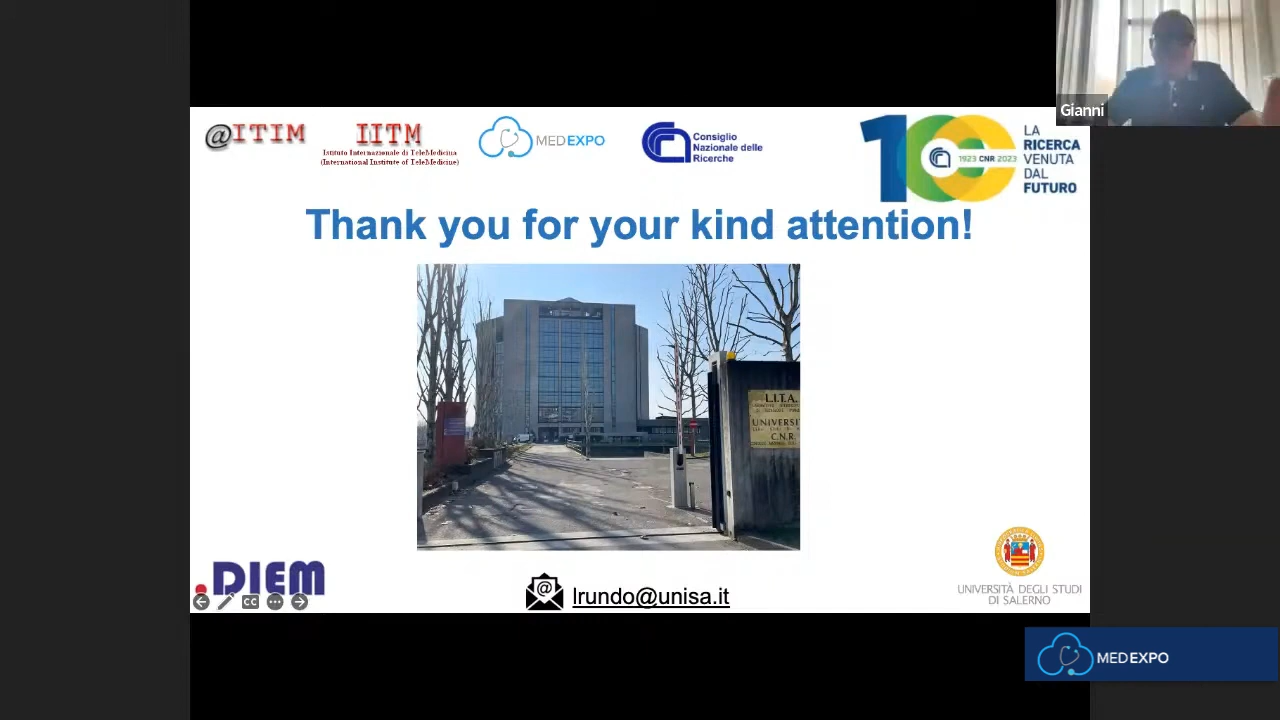 Gianni
@ITIM
IITM
Istituto Internazionale di TeleMedicina
(International Institute of TeleMedicine)
MEDEXPO
Consiglio
Nazionale delle
Ricerche
100
1923 CNR 2023
LA
RICERCA
VENUTA
DAL
FUTURO
Thank you for your kind attention!
L.I.T.A.
UNIVERSIT
C.N.R.
.DIEM
CC
@
lrundo@unisa.it
UNIVERSITÀ DEGLI STUDI
DI SALERNO
MEDEXPO